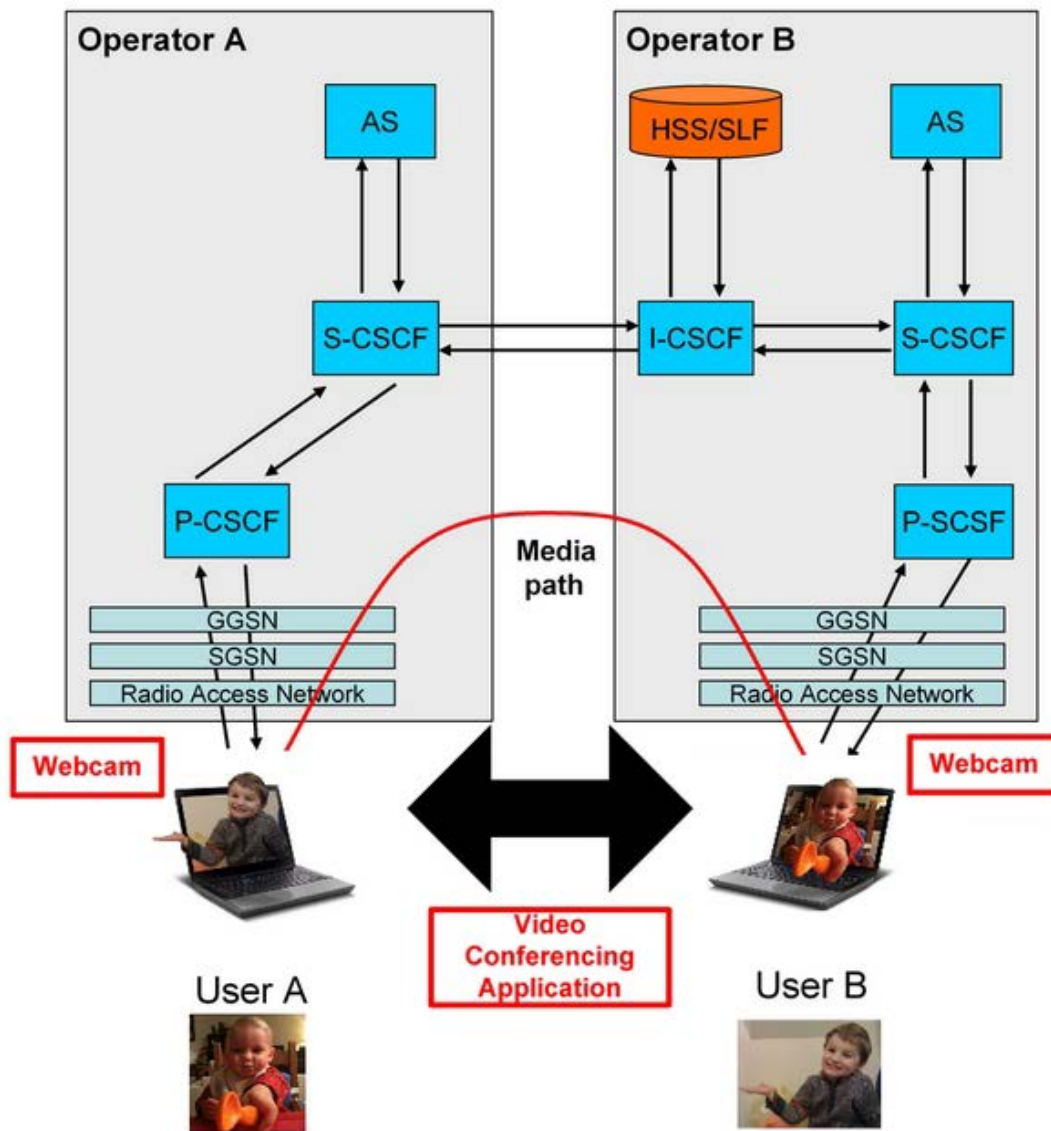 Operator A
Operator B
AS
HSS/SLF
AS
S-CSCF
I-CSCF
S-CSCF
P-CSCF
P-SCSF
Media
path
GGSN
SGSN
Radio Access Network
GGSN
SGSN
Radio Access Network
Webcam
Webcam
Video
Conferencing
Application
User A
User B